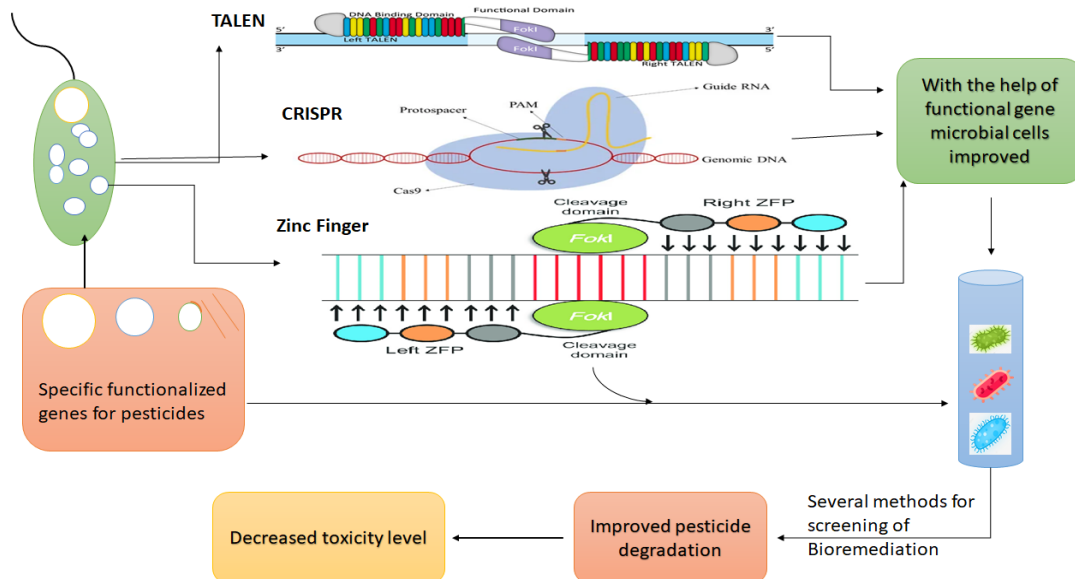 TALEN
DNA Binding Domain
Functional Domain
5'
3'
FokI
Left TALEN
FokI
3'
5'
Right TALEN
CRISPR
Protospacer
PAM
Guide RNA
Genomic DNA
Cas9
Zinc Finger
Cleavage
domain
Right ZFP
FokI
FokI
Left ZFP
Cleavage
domain
With the help of
functional gene
microbial cells
improved
Specific functionalized
genes for pesticides
Several methods for
screening of
Bioremediation
Improved pesticide
degradation
Decreased toxicity level